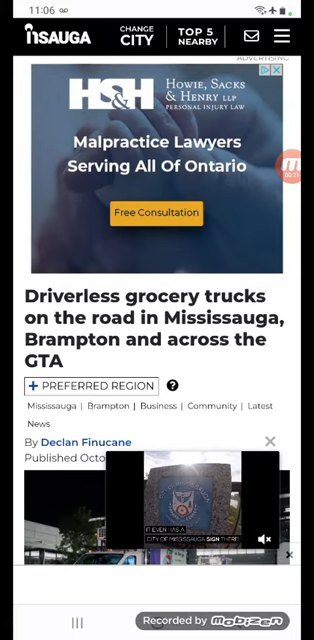 11:06
insauga
CHANGE
CITY
TOP 5
NEARBY
ADVERTISING
HS&H
HOWIE, SACKS
& HENRY LLP
PERSONAL INJURY LAW
Malpractice Lawyers
Serving All Of Ontario
Free Consultation
Driverless grocery trucks
on the road in Mississauga,
Brampton and across the
GTA
+ PREFERRED REGION ?
Mississauga | Brampton | Business | Community | Latest
News
By Declan Finucane
Published Octo
IT EVEN HAS A
CITY OF MISSISSAUGA SIGN THERE!
Recorded by mobizen